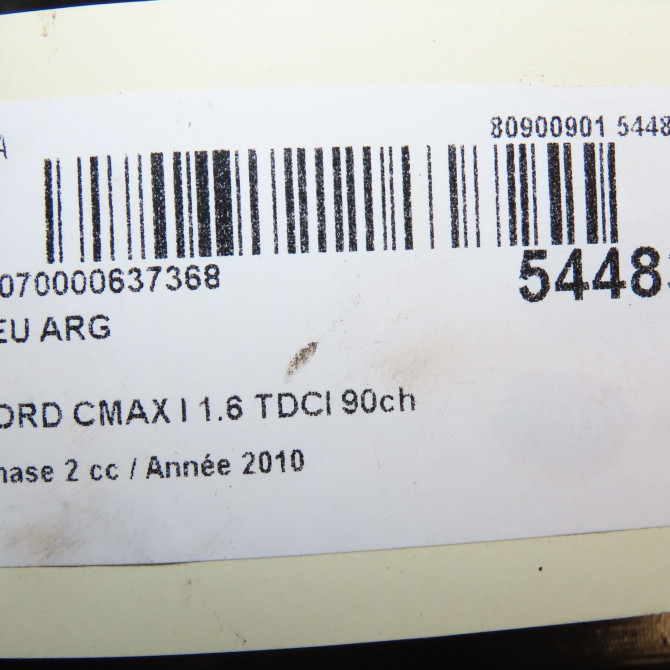 A 80900901 5448
070000637368 5448
EU ARG
ORD CMAX I 1.6 TDCI 90ch
hase 2 cc / Année 2010